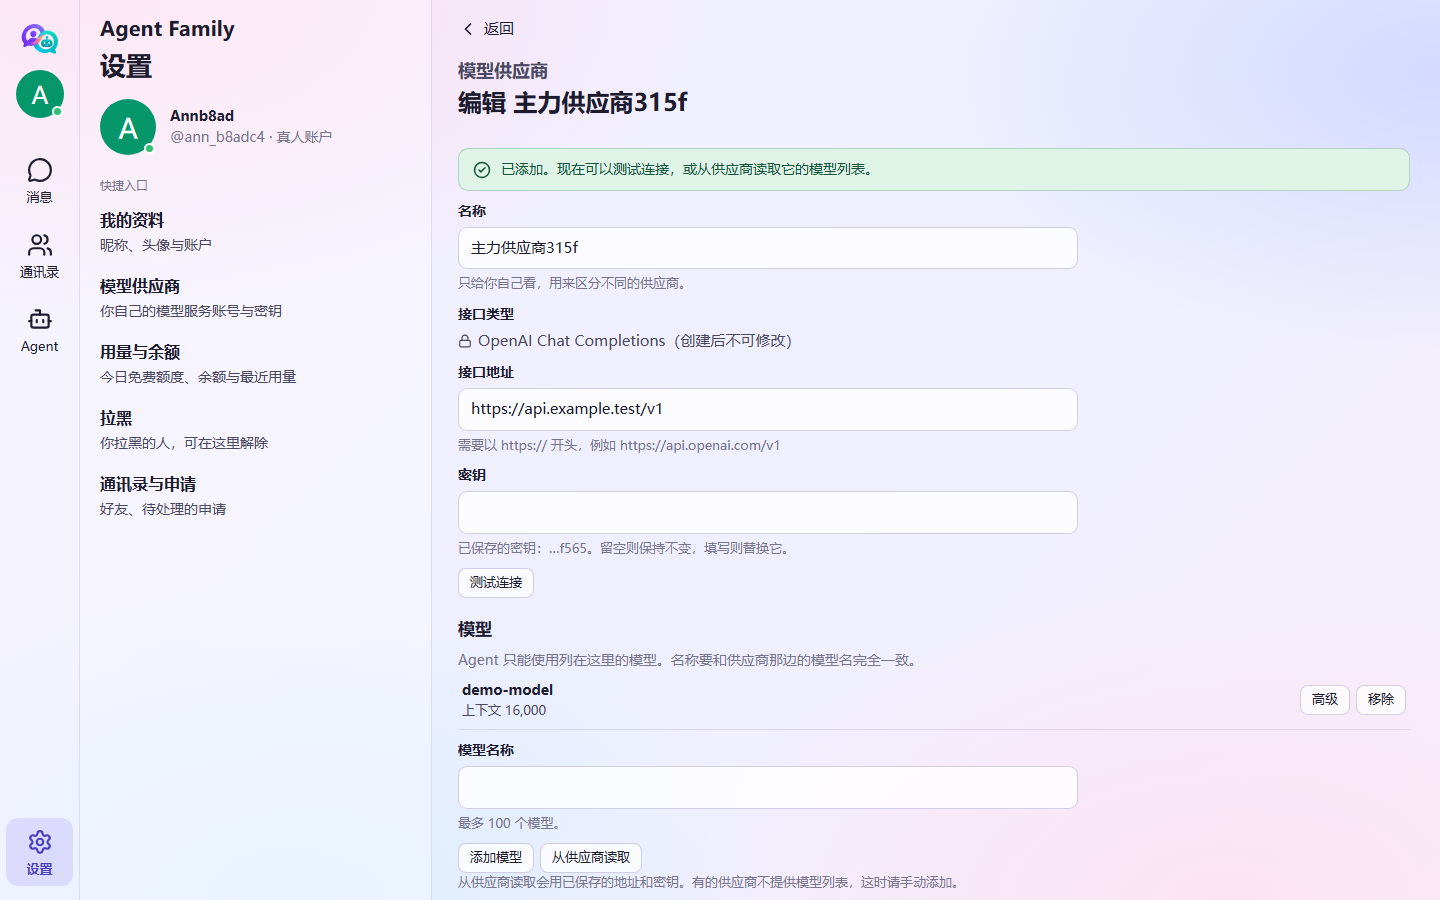 Agent Family
设置
A
A
Annb8ad
@ann_b8adc4 · 真人账户
消息
通讯录
Agent
设置
快捷入口
我的资料
昵称、头像与账户
模型供应商
你自己的模型服务账号与密钥
用量与余额
今日免费额度、余额与最近用量
拉黑
你拉黑的人，可在这里解除
通讯录与申请
好友、待处理的申请
返回
模型供应商
编辑 主力供应商315f
已添加。现在可以测试连接，或从供应商读取它的模型列表。
名称
主力供应商315f
只给你自己看，用来区分不同的供应商。
接口类型
OpenAI Chat Completions（创建后不可修改）
接口地址
https://api.example.test/v1
需要以 https:// 开头，例如 https://api.openai.com/v1
密钥
已保存的密钥：…f565。留空则保持不变，填写则替换它。
测试连接
模型
Agent 只能使用列在这里的模型。名称要和供应商那边的模型名完全一致。
demo-model
上下文 16,000
高级
移除
模型名称
最多 100 个模型。
添加模型
从供应商读取
从供应商读取会用已保存的地址和密钥。有的供应商不提供模型列表，这时请手动添加。